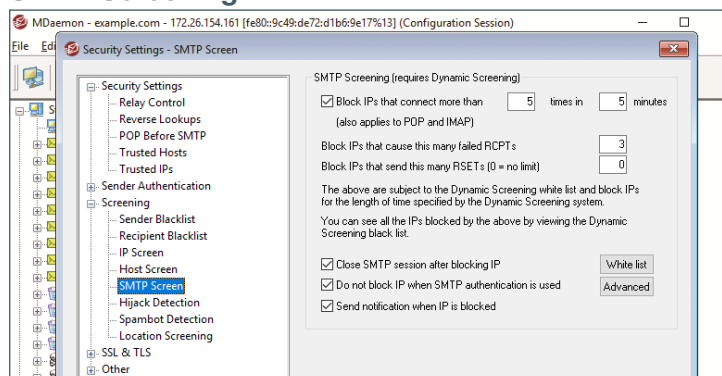 MDaemon - example.com - 172.26.154.161 [fe80::9c49:de72:d1b6:9e17%13] (Configuration Session)
File
Security Settings - SMTP Screen
Security Settings
Relay Control
Reverse Lookups
POP Before SMTP
Trusted Hosts
Trusted IPs
Sender Authentication
Screening
Sender Blacklist
Recipient Blacklist
IP Screen
Host Screen
SMTP Screen
Hijack Detection
Spambot Detection
Location Screening
SSL & TLS
Other
SMTP Screening (requires Dynamic Screening)
Block IPs that connect more than 5 times in 5 minutes
(also applies to POP and IMAP)
Block IPs that cause this many failed RCPTs 3
Block IPs that send this many RSETs (0 = no limit) 0
The above are subject to the Dynamic Screening white list and block IPs
for the length of time specified by the Dynamic Screening system.
You can see all the IPs blocked by the above by viewing the Dynamic
Screening black list.
Close SMTP session after blocking IP White list
Do not block IP when SMTP authentication is used Advanced
Send notification when IP is blocked